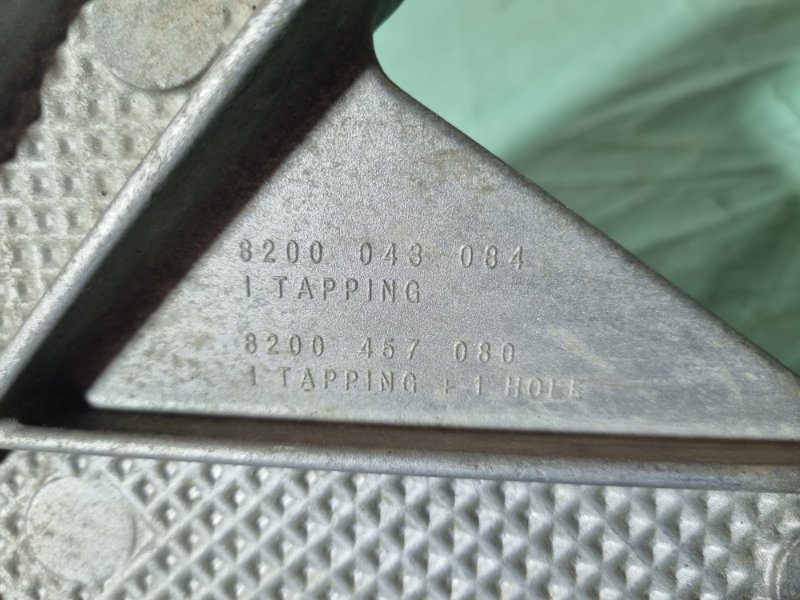 8200 043 084
1 TAPPING
8200 457 080
1 TAPPING + 1 HOLE